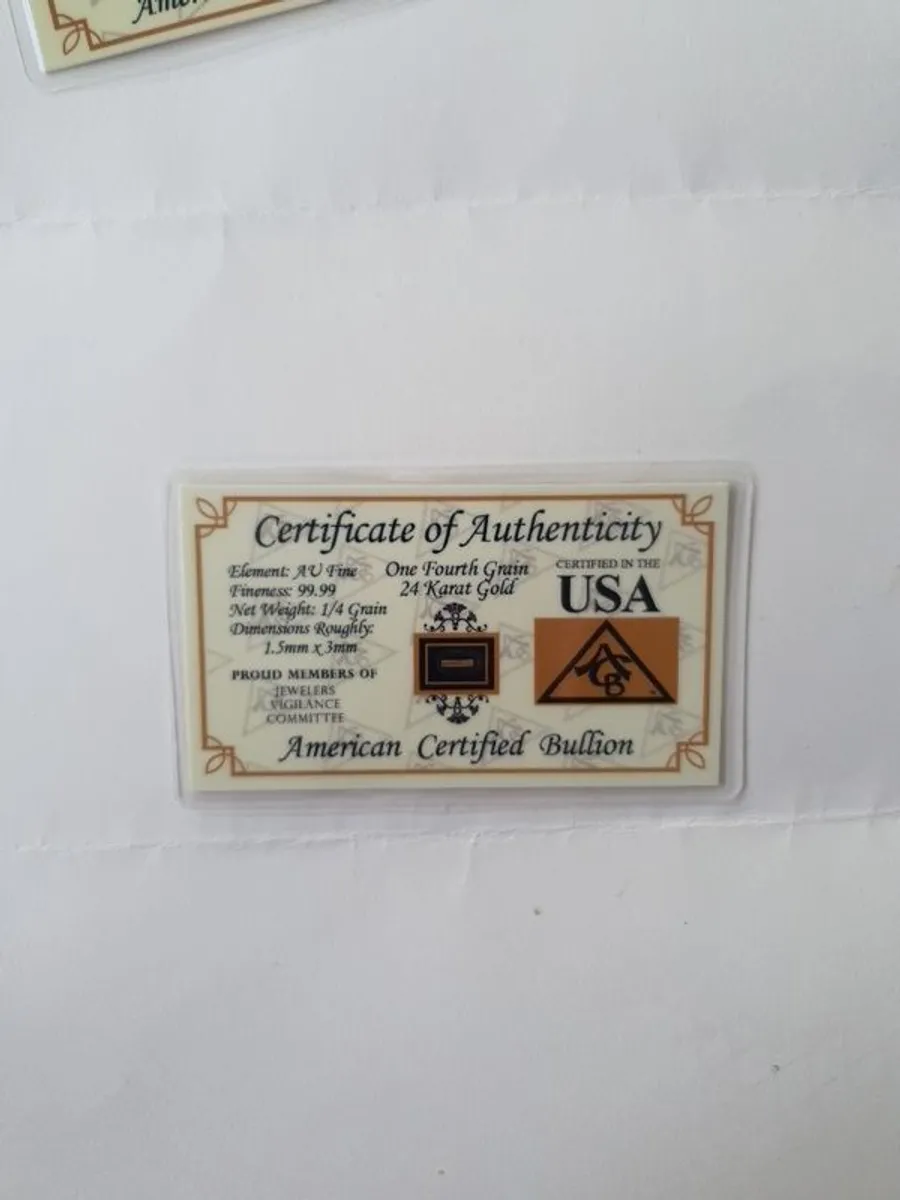 Certificate of Authenticity
Element: AU Fine
Fineness: 99.99
Net Weight: 1/4 Grain
Dimensions Roughly:
1.5mm x 3mm
PROUD MEMBERS OF
JEWELERS
VIGILANCE
COMMITTEE
One Fourth Grain
24 Karat Gold
CERTIFIED IN THE
USA
ACB
American Certified Bullion